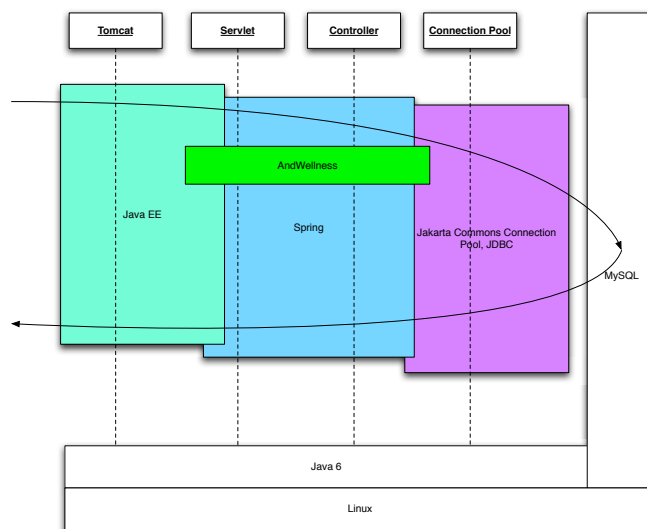 Tomcat
Servlet
Controller
Connection Pool
AndWellness
Java EE
Spring
Jakarta Commons Connection
Pool, JDBC
MySQL
Java 6
Linux